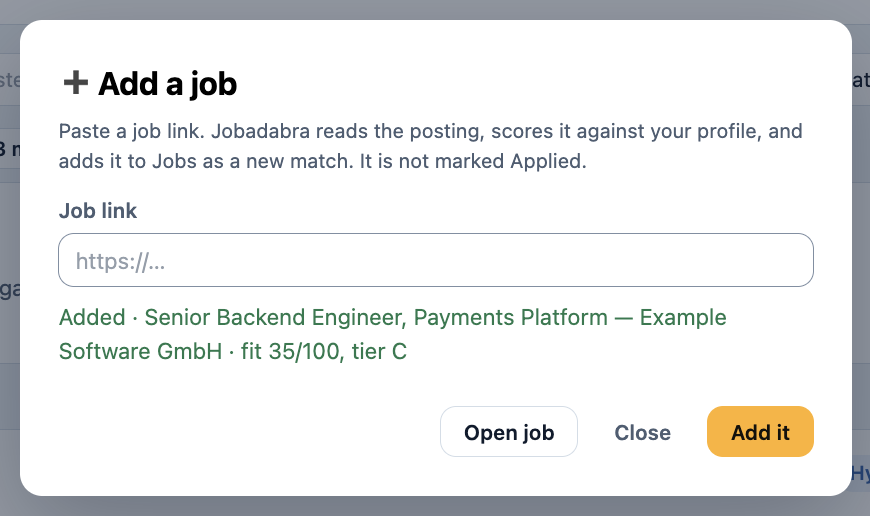 Add a job
Paste a job link. Jobadabra reads the posting, scores it against your profile, and
adds it to Jobs as a new match. It is not marked Applied.
Job link
https://...
Added · Senior Backend Engineer, Payments Platform — Example
Software GmbH · fit 35/100, tier C
Open job
Close
Add it